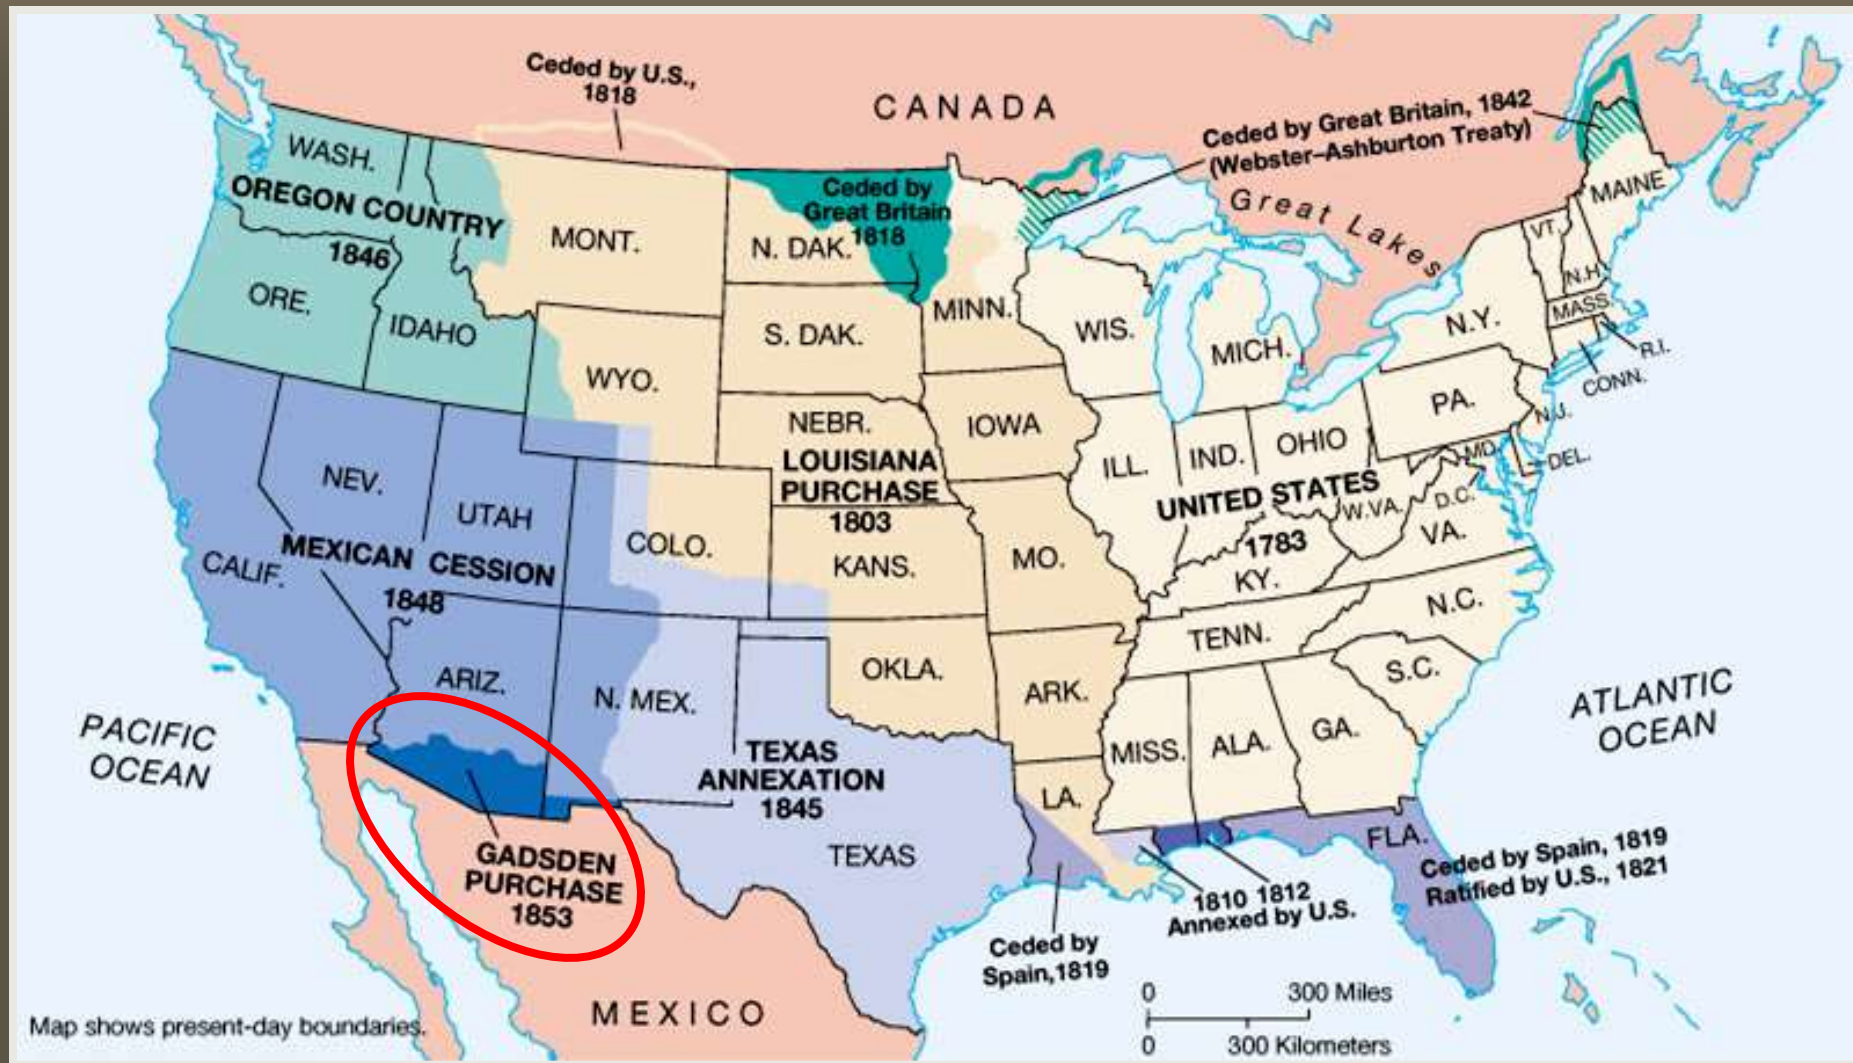 Ceded by U.S.,
1818
CANADA
Ceded by Great Britain, 1842
(Webster–Ashburton Treaty)
WASH.
OREGON COUNTRY
1846
ORE.
IDAHO
MONT.
Ceded by
Great Britain
1818
N. DAK.
MINN.
S. DAK.
WYO.
Great Lakes
MAINE
VT.
N.H.
MASS.
R.I.
CONN.
N.Y.
WIS.
MICH.
PA.
N.J.
NEBR.
IOWA
LOUISIANA
PURCHASE
1803
ILL.
IND.
OHIO
MD.
DEL.
D.C.
W.VA.
VA.
UNITED STATES
1783
NEV.
UTAH
COLO.
KANS.
MO.
KY.
CALIF.
MEXICAN CESSION
1848
TENN.
N.C.
S.C.
ARIZ.
N. MEX.
OKLA.
ARK.
MISS.
ALA.
GA.
PACIFIC
OCEAN
ATLANTIC
OCEAN
TEXAS
ANNEXATION
1845
LA.
TEXAS
FLA.
GADSDEN
PURCHASE
1853
Ceded by Spain, 1819
Ratified by U.S., 1821
1810 1812
Annexed by U.S.
Ceded by
Spain,1819
MEXICO
Map shows present-day boundaries.
0 300 Miles
0 300 Kilometers